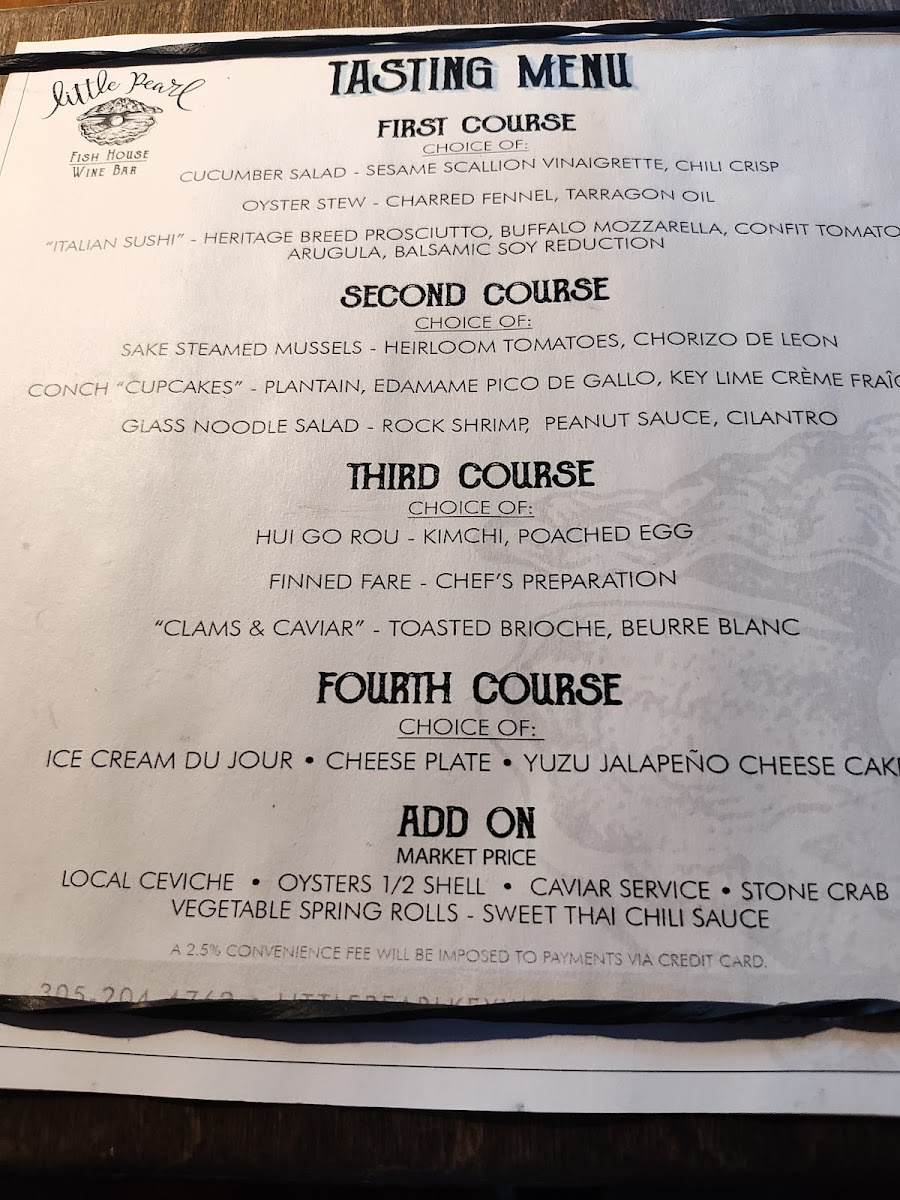 little Pearl
FISH HOUSE
WINE BAR
TASTING MENU
FIRST COURSE
CHOICE OF:
CUCUMBER SALAD - SESAME SCALLION VINAIGRETTE, CHILI CRISP
OYSTER STEW - CHARRED FENNEL, TARRAGON OIL
"ITALIAN SUSHI" - HERITAGE BREED PROSCIUTTO, BUFFALO MOZZARELLA, CONFIT TOMATO
ARUGULA, BALSAMIC SOY REDUCTION
SECOND COURSE
CHOICE OF:
SAKE STEAMED MUSSELS - HEIRLOOM TOMATOES, CHORIZO DE LEON
CONCH "CUPCAKES" - PLANTAIN, EDAMAME PICO DE GALLO, KEY LIME CRÈME
GLASS NOODLE SALAD - ROCK SHRIMP, PEANUT SAUCE, CILANTRO
THIRD COURSE
CHOICE OF:
HUI GO ROU - KIMCHI, POACHED EGG
FINNED FARE - CHEF'S PREPARATION
"CLAMS & CAVIAR" - TOASTED BRIOCHE, BEURRE BLANC
FOURTH COURSE
CHOICE OF:
ICE CREAM DU JOUR • CHEESE PLATE • YUZU JALAPEÑO CHEESE
ADD ON
MARKET PRICE
LOCAL CEVICHE • OYSTERS 1/2 SHELL • CAVIAR SERVICE • STONE CRAB
VEGETABLE SPRING ROLLS - SWEET THAI CHILI SAUCE
A 2.5% CONVENIENCE FEE WILL BE IMPOSED TO PAYMENTS VIA CREDIT CARD.